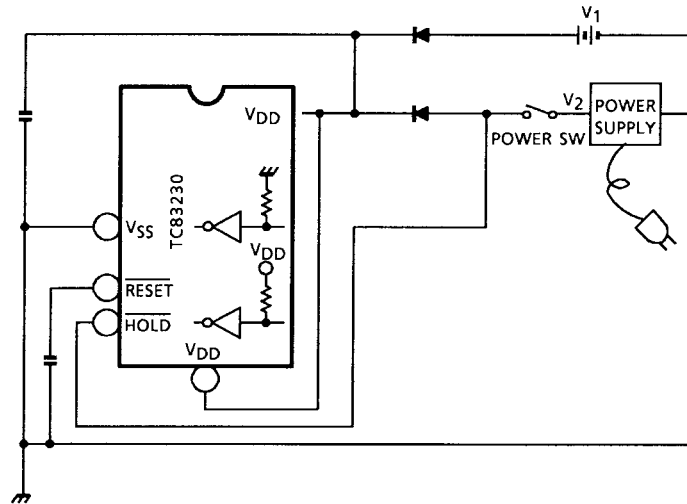 V1
V2
POWER
SUPPLY
POWER SW
VDD
TC83230
VSS
VDD
RESET
HOLD
VDD